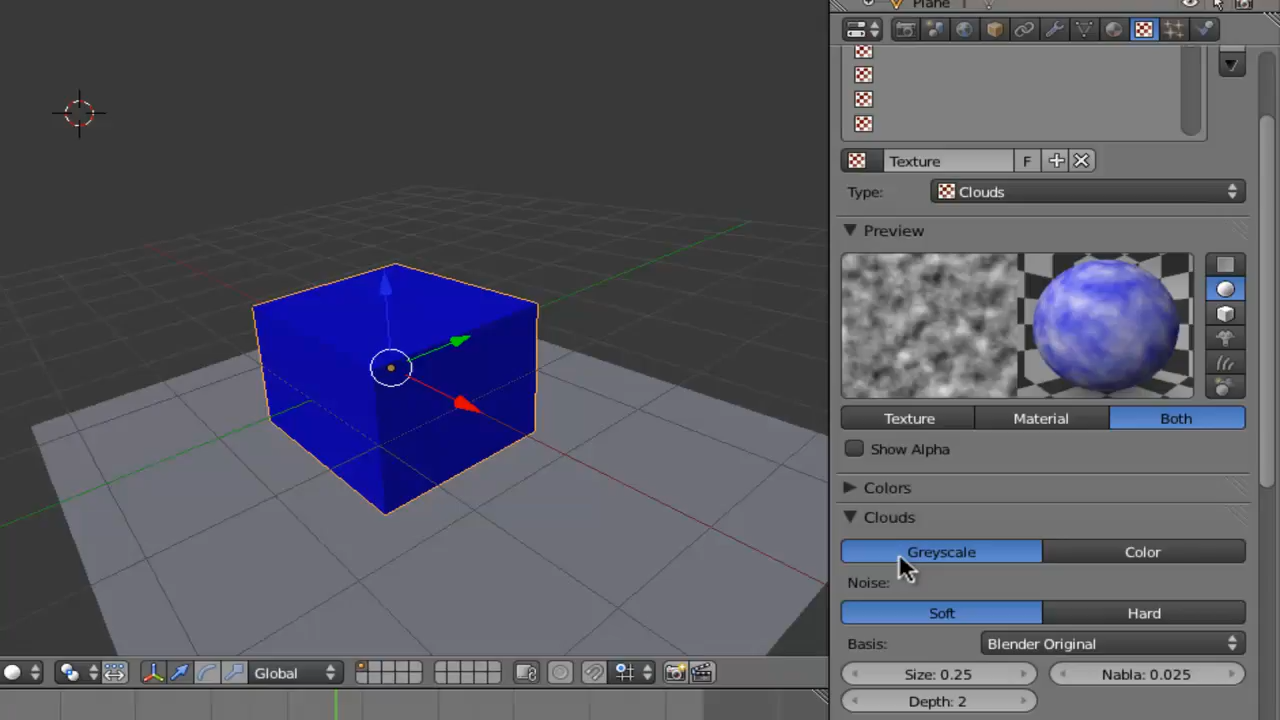 Plane
Texture F
Type: Clouds
Preview
Texture Material Both
Show Alpha
Colors
Clouds
Greyscale Color
Noise:
Soft Hard
Basis: Blender Original
Size: 0.25 Nabla: 0.025
Depth: 2
Global